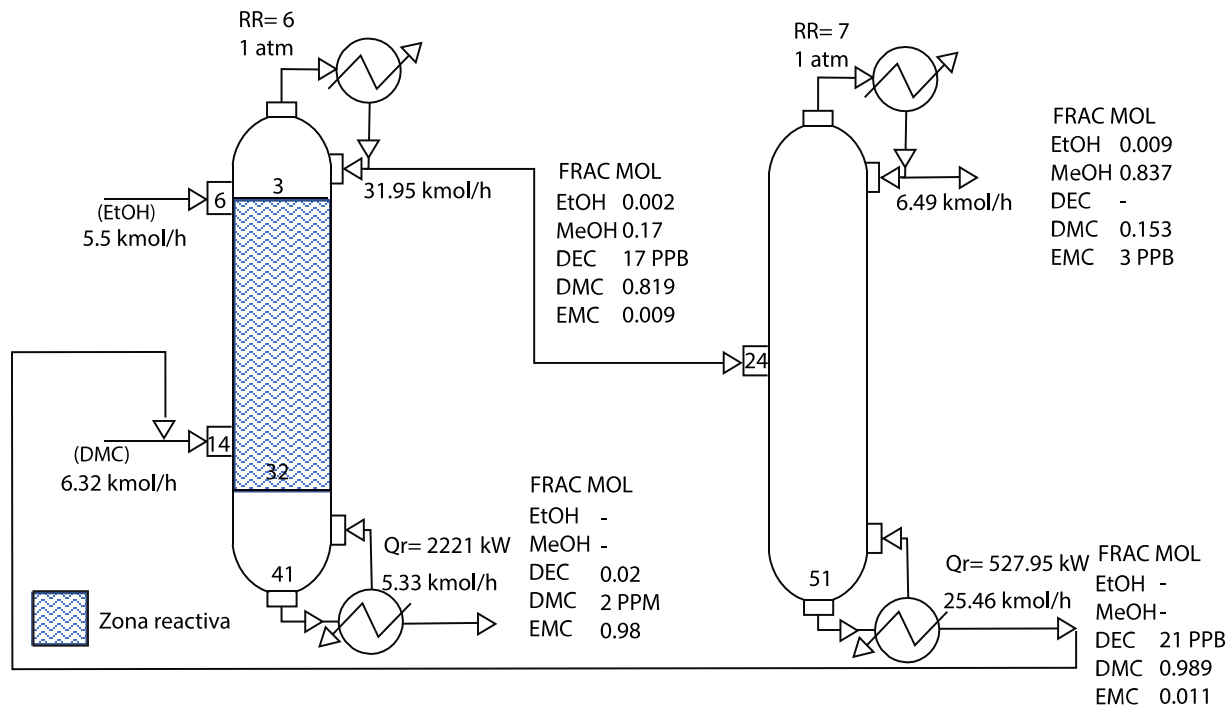 RR= 6
1 atm
RR= 7
1 atm
FRAC MOL
EtOH 0.009
MeOH 0.837
DEC -
DMC 0.153
EMC 3 PPB
6
3
(EtOH)
5.5 kmol/h
31.95 kmol/h
FRAC MOL
EtOH 0.002
MeOH 0.17
DEC 17 PPB
DMC 0.819
EMC 0.009
6.49 kmol/h
24
14
(DMC)
6.32 kmol/h
32
FRAC MOL
EtOH -
MeOH -
DEC 0.02
DMC 2 PPM
EMC 0.98
Qr= 2221 kW
5.33 kmol/h
41
Zona reactiva
51
Qr= 527.95 kW
25.46 kmol/h
FRAC MOL
EtOH -
MeOH-
DEC 21 PPB
DMC 0.989
EMC 0.011